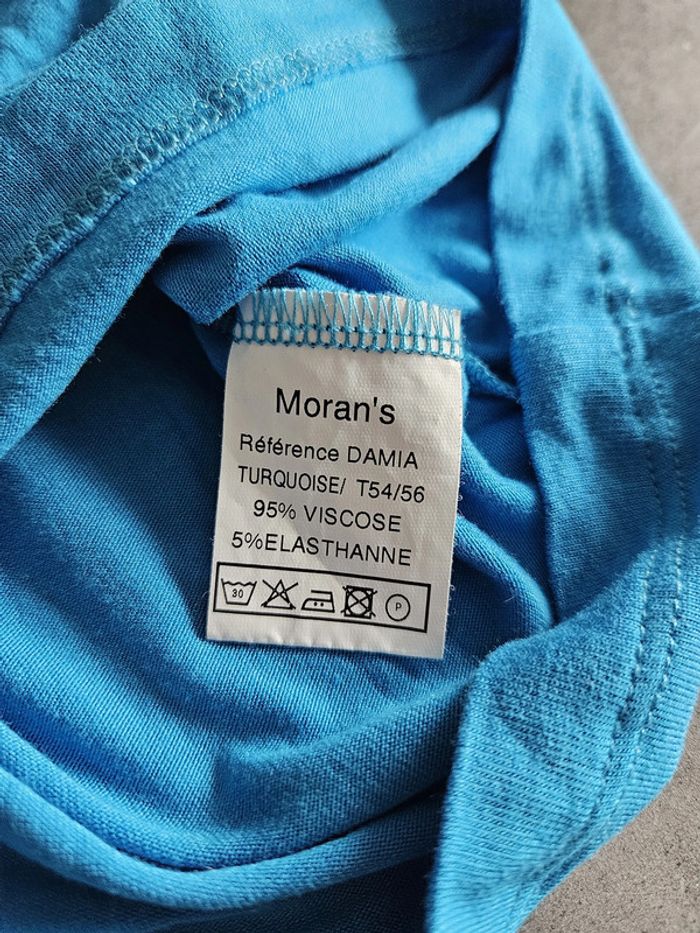 Moran's
Référence DAMIA
TURQUOISE/ T54/56
95% VISCOSE
5%ELASTHANNE
30 P